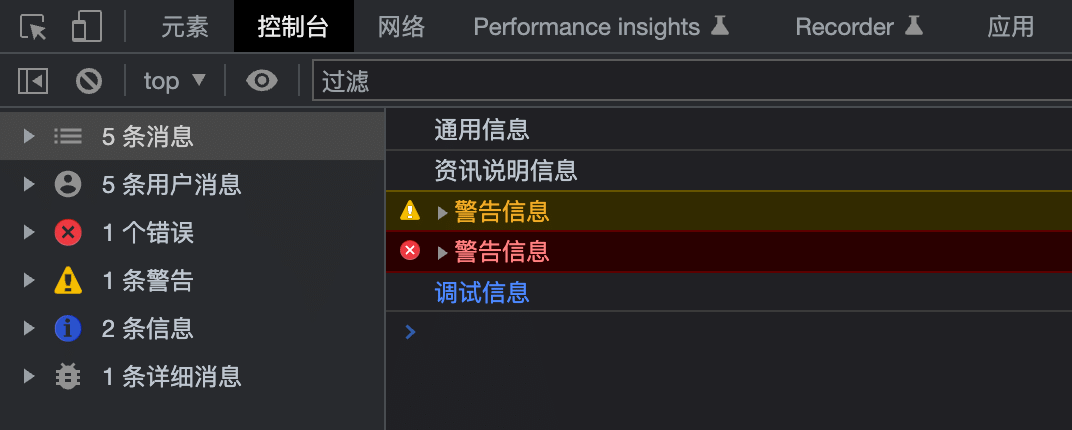 元素 控制台 网络 Performance insights Recorder 应用
top 过滤
5 条消息
5 条用户消息
1 个错误
1 条警告
2 条信息
1 条详细消息
通用信息
资讯说明信息
警告信息
警告信息
调试信息